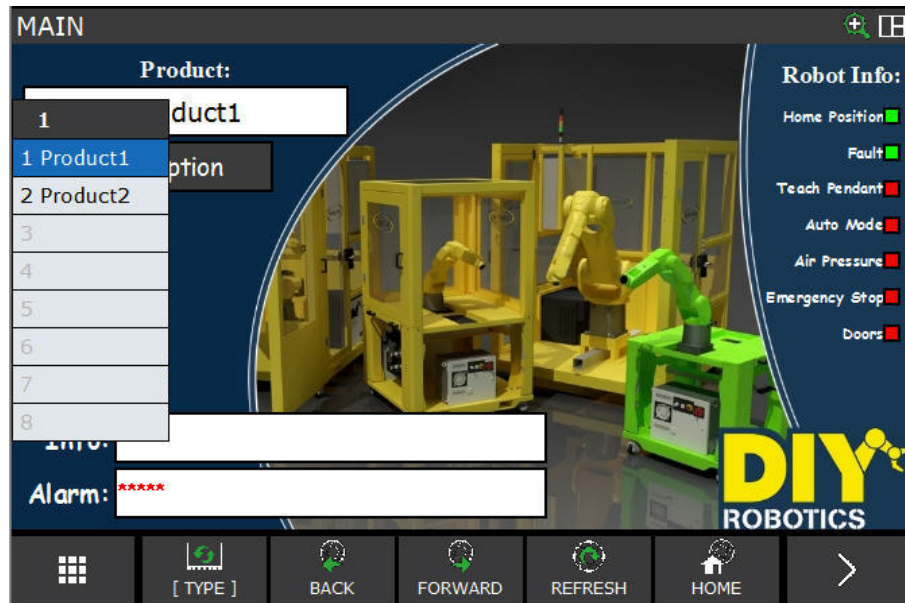 MAIN
Product:
duct1
1
1 Product1
2 Product2
3
4
5
6
7
8
ption
Info:
Alarm: *****
Robot Info:
Home Position
Fault
Teach Pendant
Auto Mode
Air Pressure
Emergency Stop
Doors
DIY
ROBOTICS
[ TYPE ]
BACK
FORWARD
REFRESH
HOME